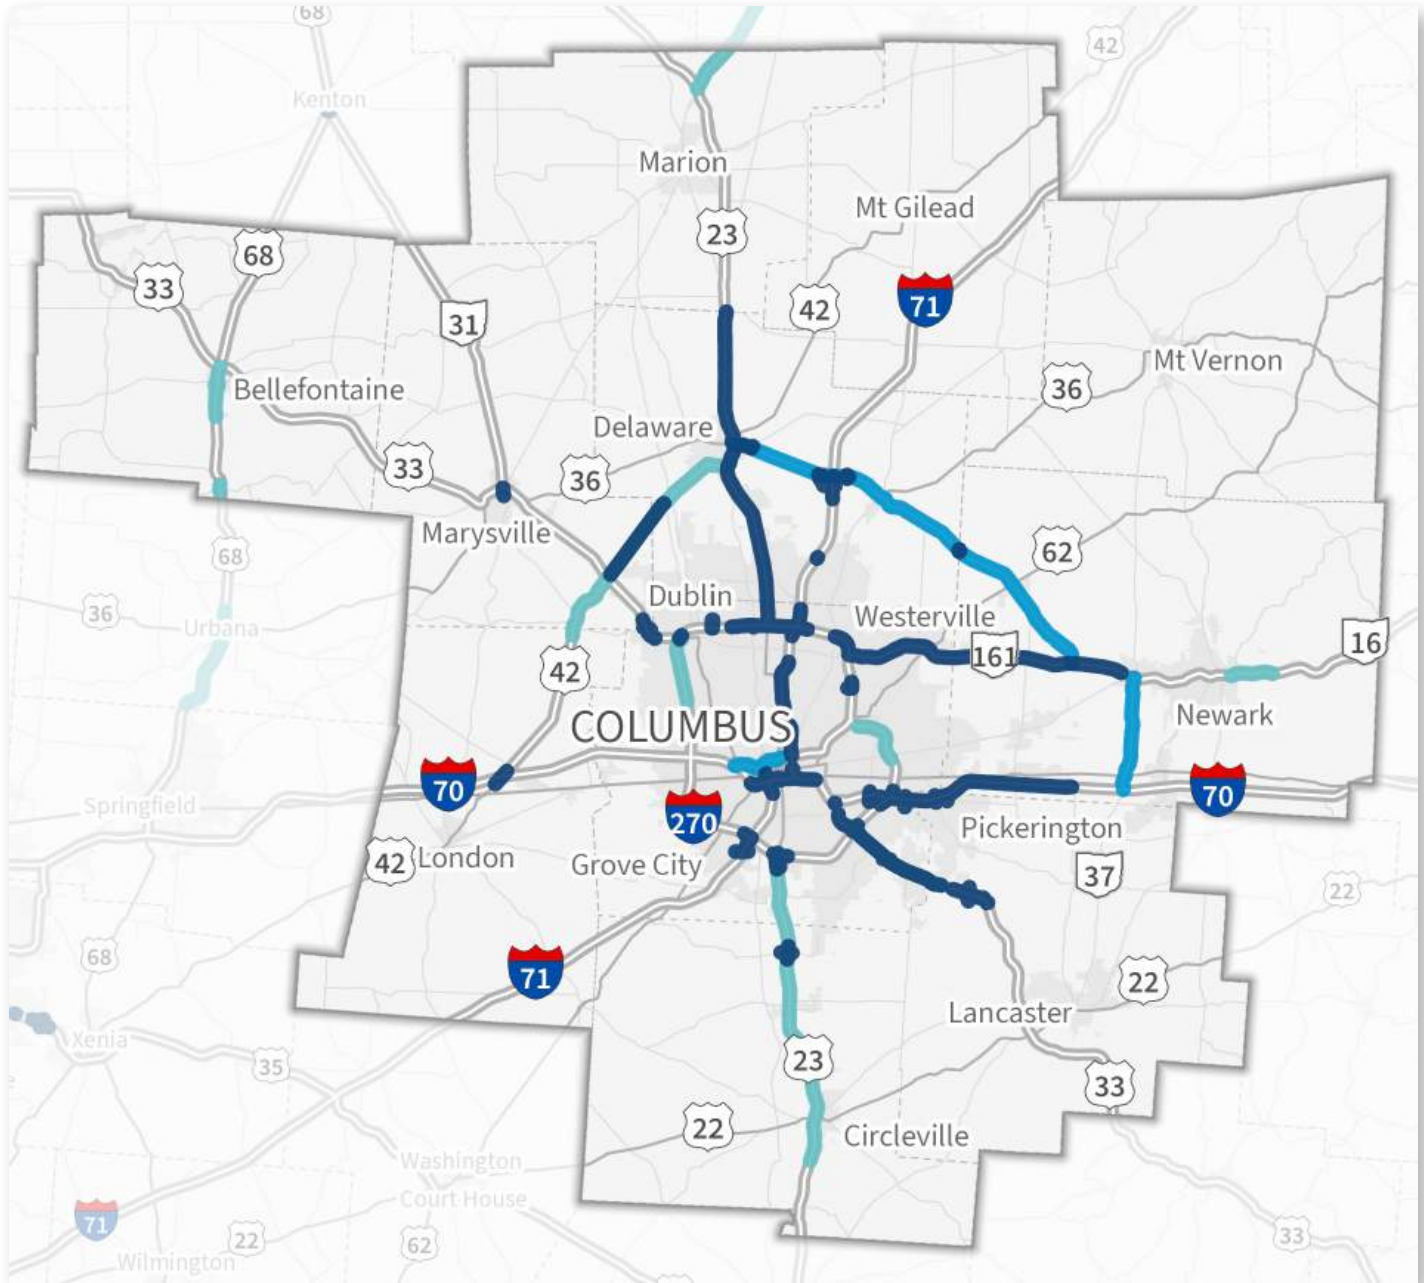 68
42
Kenton
Marion
Mt Gilead
23
68
33
42
71
31
Mt Vernon
36
Bellefontaine
Delaware
33
36
Marysville
62
68
Dublin
36
Westerville
Urbana
161
16
42
Newark
COLUMBUS
70
70
Springfield
270
Pickerington
42
London
Grove City
37
22
68
71
22
Lancaster
Xenia
35
23
33
22
Circleville
Washington
Court House
71
22
62
33
Wilmington